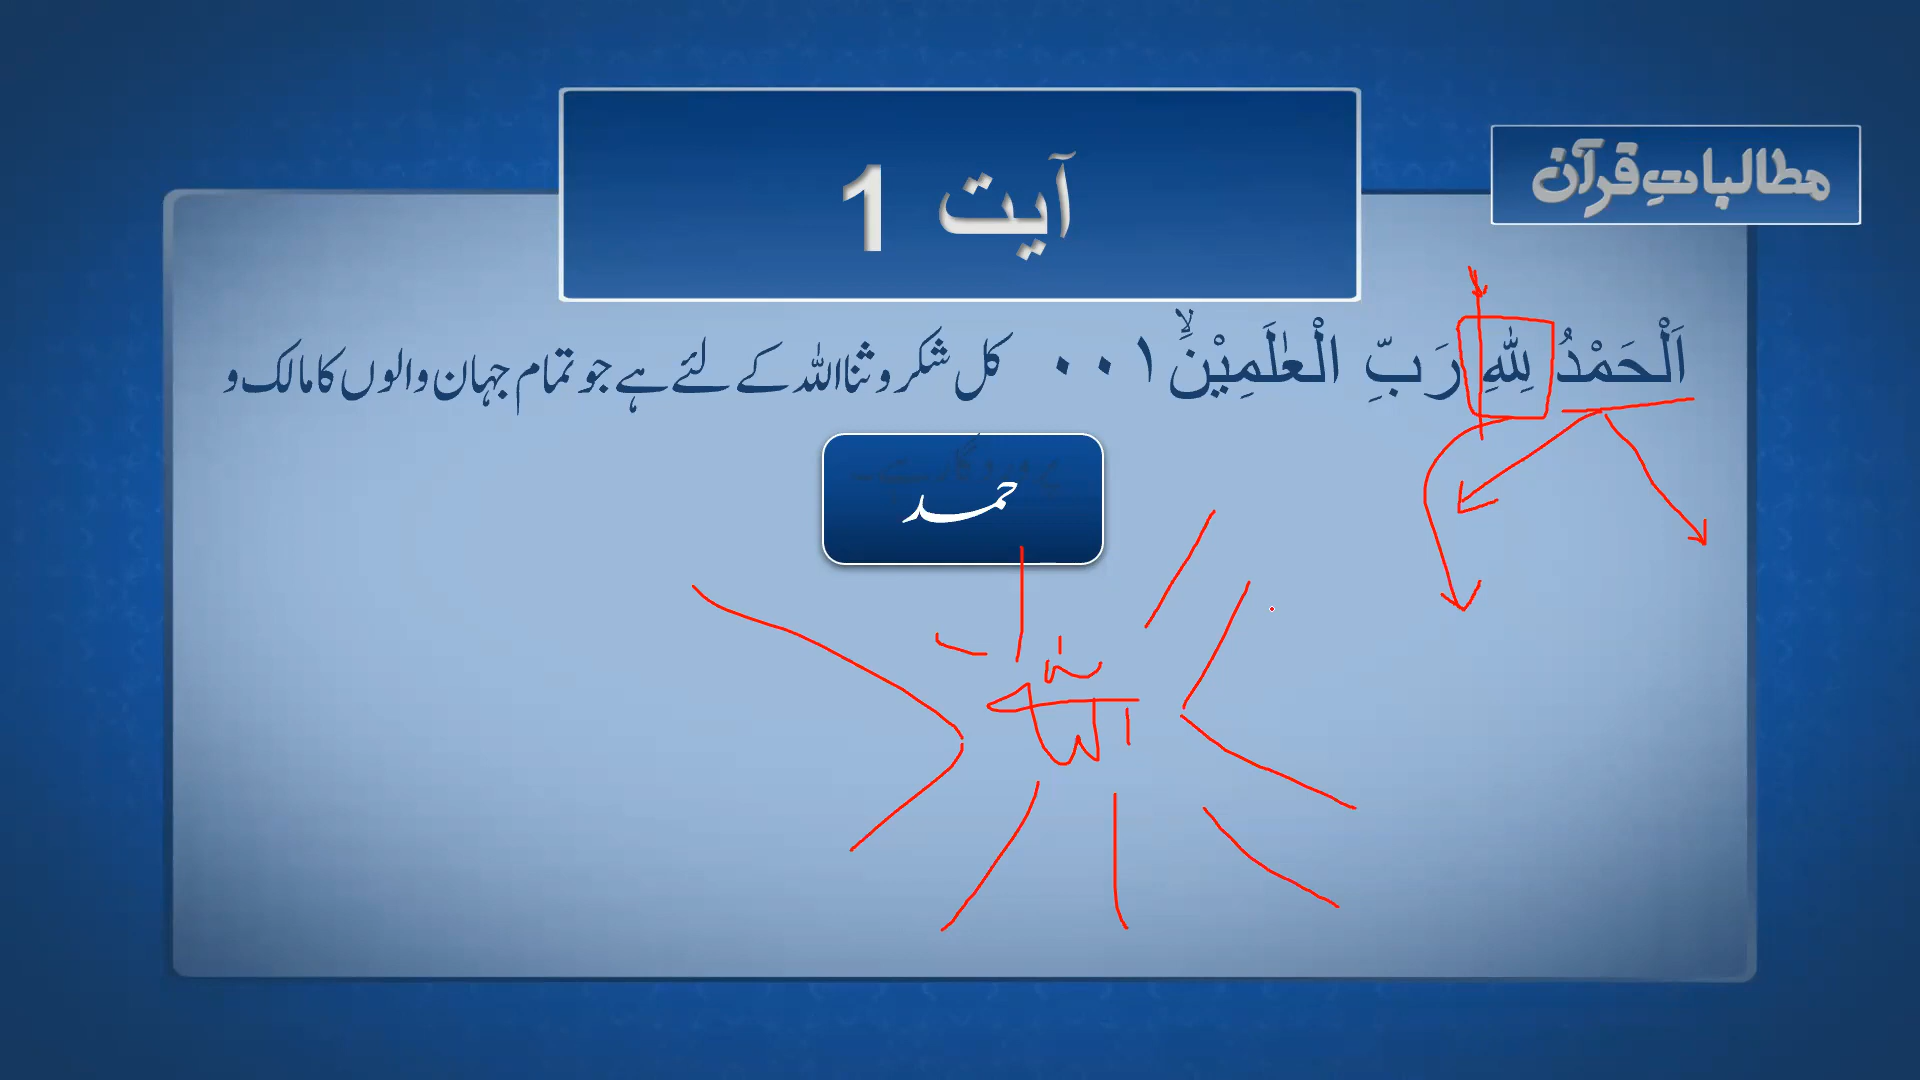 آیت 1
مطالباتِ قرآن
اَلْحَمْدُ لِلّٰهِ رَبِّ الْعٰلَمِيْنَۙ ۰۰۱ کل شکر و ثنا اللہ کے لئے ہے جو تمام جہان والوں کا مالک و
حمد
اللہ